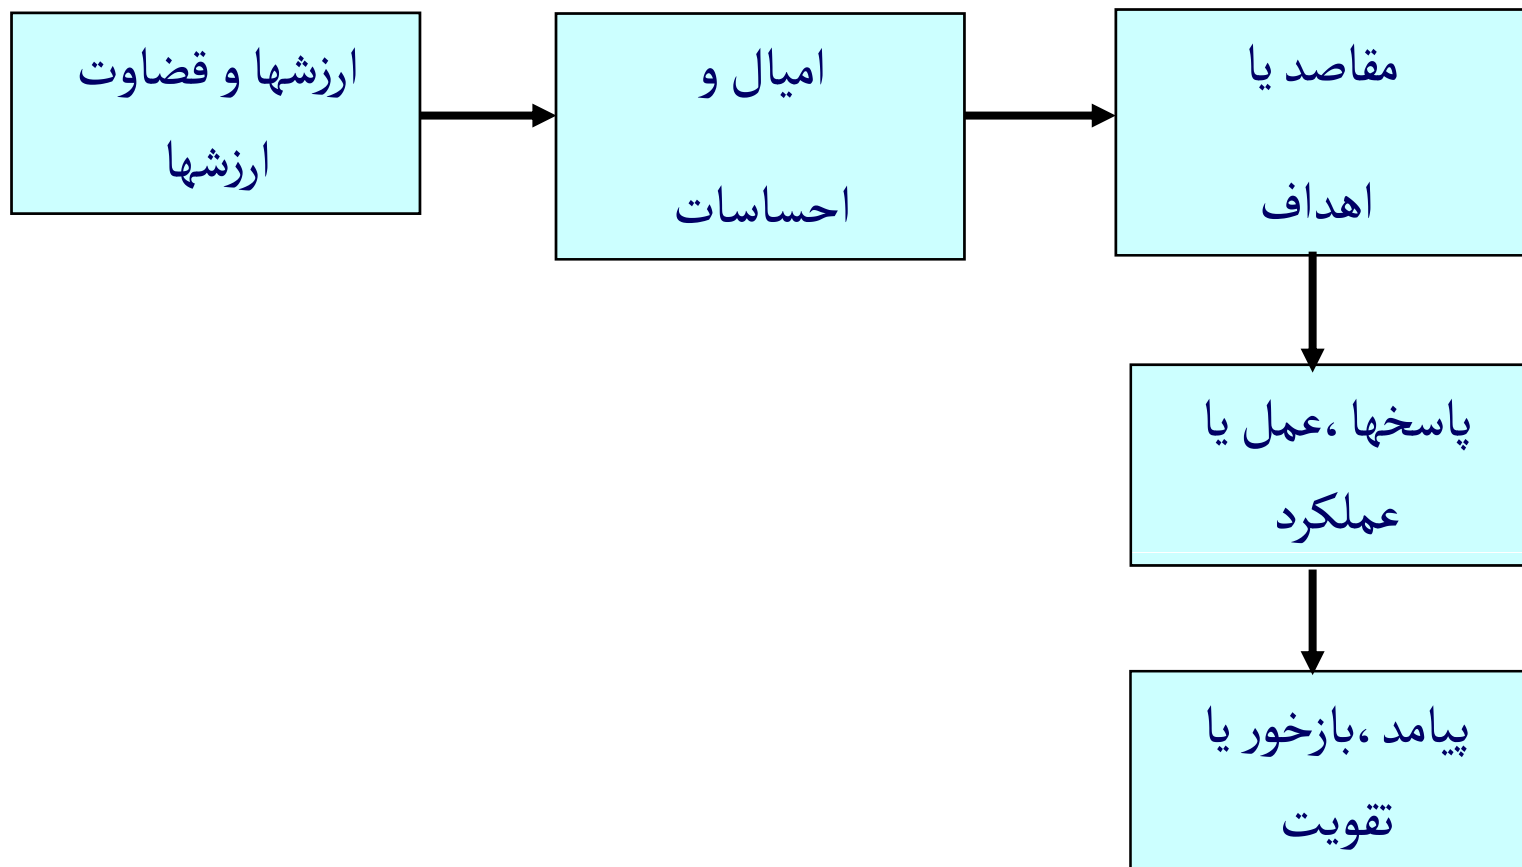 ارزشها و قضاوت
ارزشها
امیال و
احساسات
مقاصد یا
اهداف
پاسخها ،عمل یا
عملکرد
پیامد ،بازخور یا
تقویت